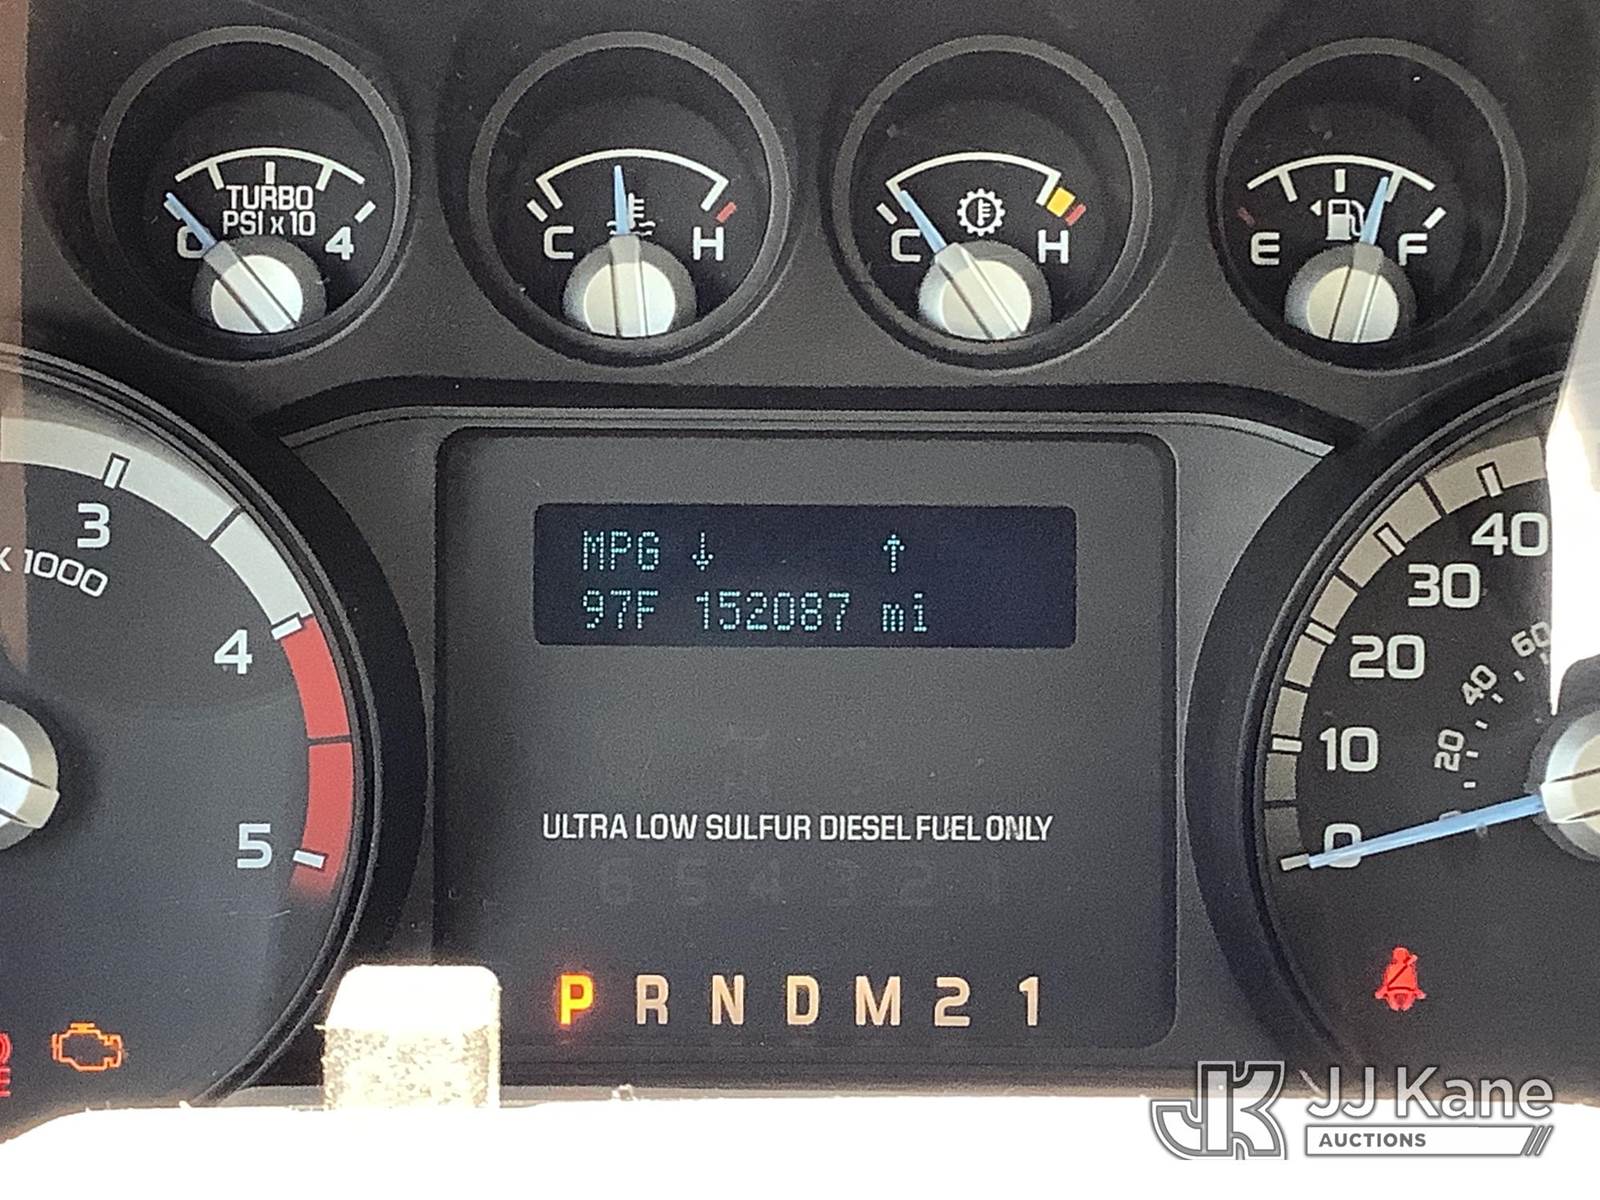 TURBO
PSI x 10
0 4
C H
C H
E F
3
x 1000
4
5
MPG ↓ ↑
97F 152087 mi
ULTRA LOW SULFUR DIESEL FUEL ONLY
6 5 4 3 2 1
P R N D M 2 1
40
30
20
10
0
60
40
20
0
JJ Kane
AUCTIONS